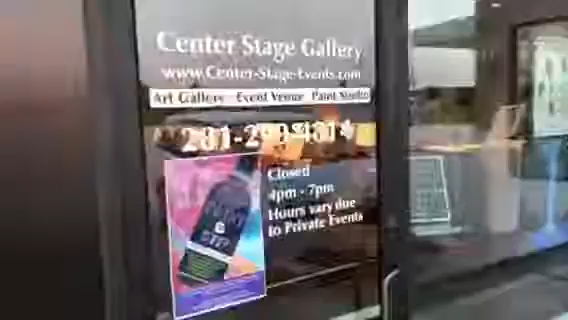 Center Stage Gallery
www.Center-Stage-Events.com
Art Gallery Event Venue Paint Studio
Closed
4pm - 7pm
Hours vary due
to Private Events